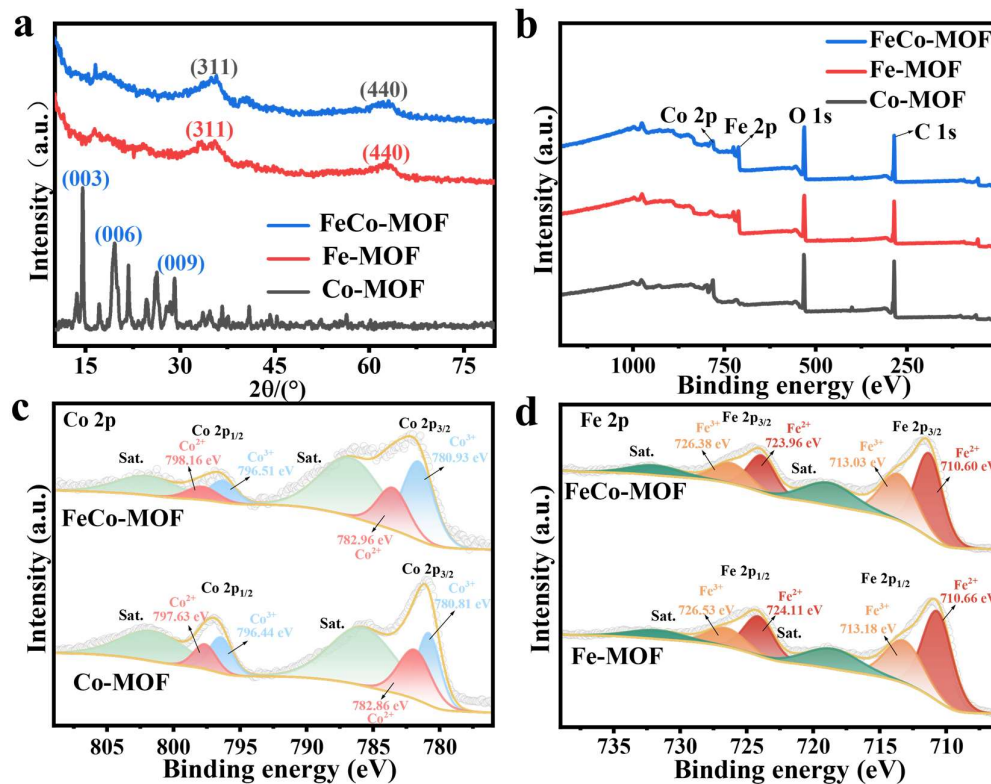 a
(311)
(440)
(311)
(440)
(003)
(006)
(009)
FeCo-MOF
Fe-MOF
Co-MOF
Intensity (a.u.)
15
30
45
60
75
2θ/(°)
b
FeCo-MOF
Fe-MOF
Co-MOF
Co 2p
Fe 2p
O 1s
C 1s
Intensity (a.u.)
1000
750
500
250
Binding energy (eV)
c
Co 2p
Co 2p3/2
Co3+
780.93 eV
Co 2p1/2
Co2+
798.16 eV
Co3+
796.51 eV
Sat.
Sat.
FeCo-MOF
782.96 eV
Co2+
Co 2p3/2
Co3+
780.81 eV
Co 2p1/2
Co2+
797.63 eV
Co3+
796.44 eV
Sat.
Sat.
Co-MOF
782.86 eV
Co2+
Intensity (a.u.)
805
800
795
790
785
780
Binding energy (eV)
d
Fe 2p
Fe 2p3/2
Fe3+
726.38 eV
Fe2+
723.96 eV
Fe 2p3/2
Fe3+
713.03 eV
Fe2+
710.60 eV
Sat.
Sat.
FeCo-MOF
Fe 2p1/2
Fe3+
726.53 eV
Fe2+
724.11 eV
Fe 2p1/2
Fe3+
713.18 eV
Fe2+
710.66 eV
Sat.
Sat.
Fe-MOF
Intensity (a.u.)
735
730
725
720
715
710
Binding energy (eV)